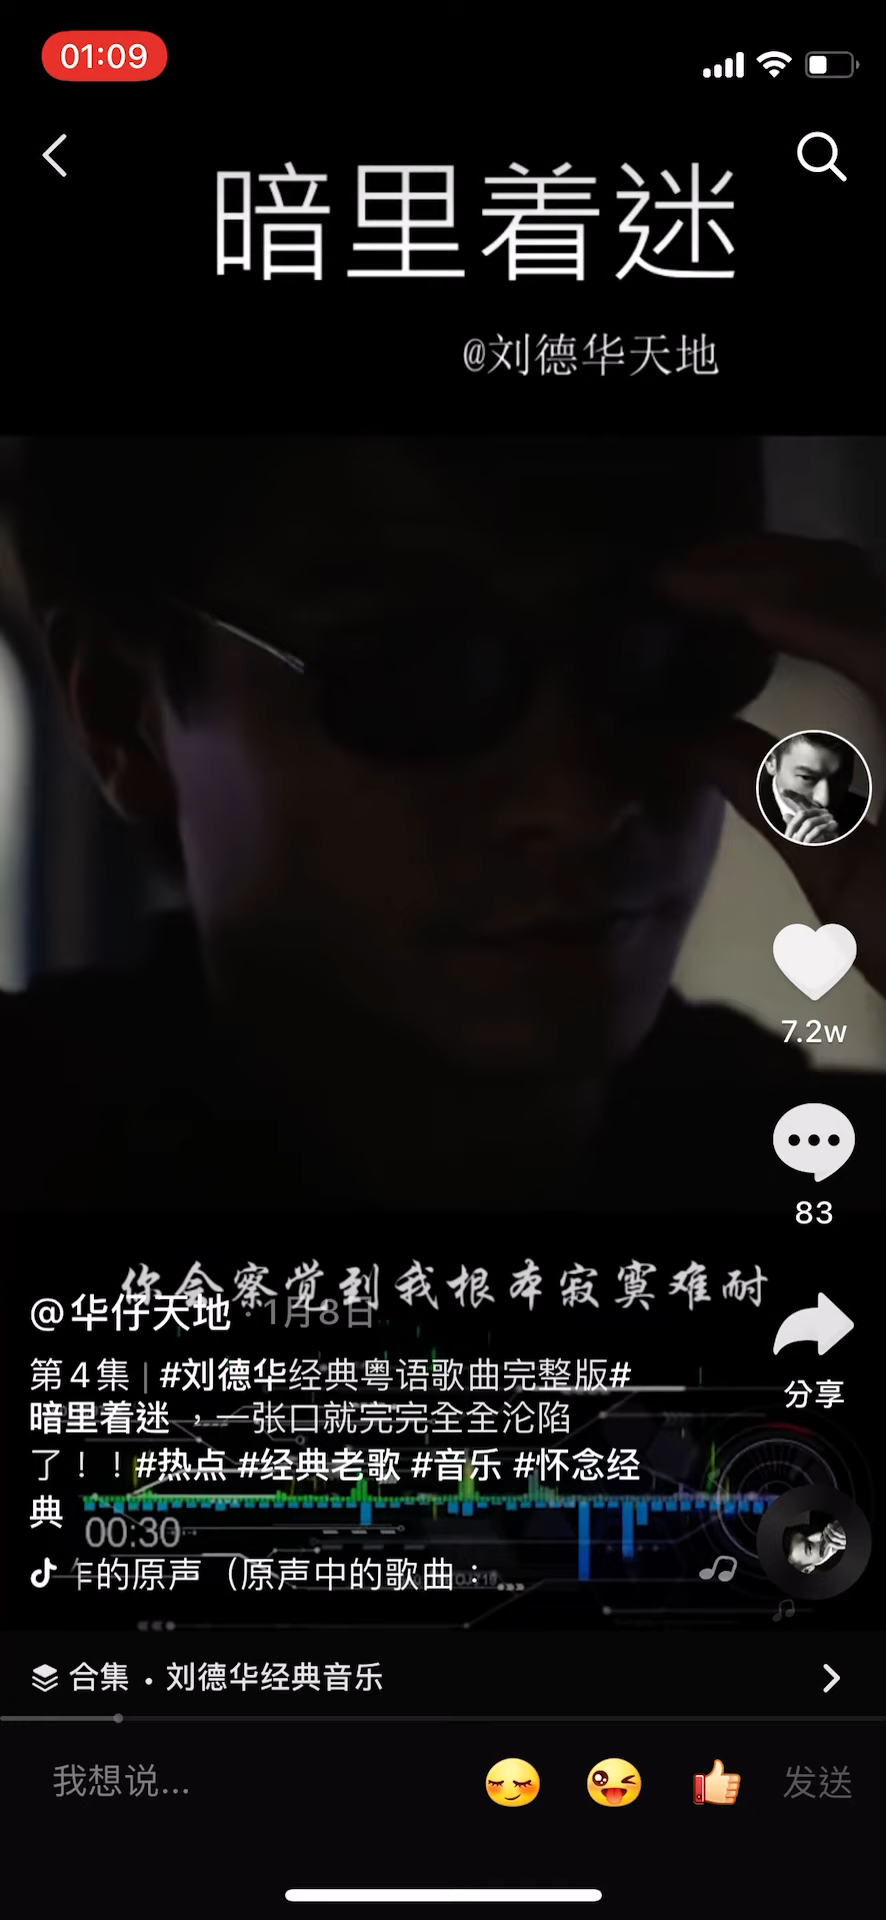 01:09
暗里着迷
@刘德华天地
7.2w
83
你会察觉到我根本寂寞难耐
@华仔天地 · 1月8日
分享
第4集 | #刘德华经典粤语歌曲完整版#
暗里着迷 ，一张口就完完全全沦陷
了！！#热点 #经典老歌 #音乐 #怀念经
典
00:30
的原声（原声中的歌曲：
合集 · 刘德华经典音乐
我想说...
发送